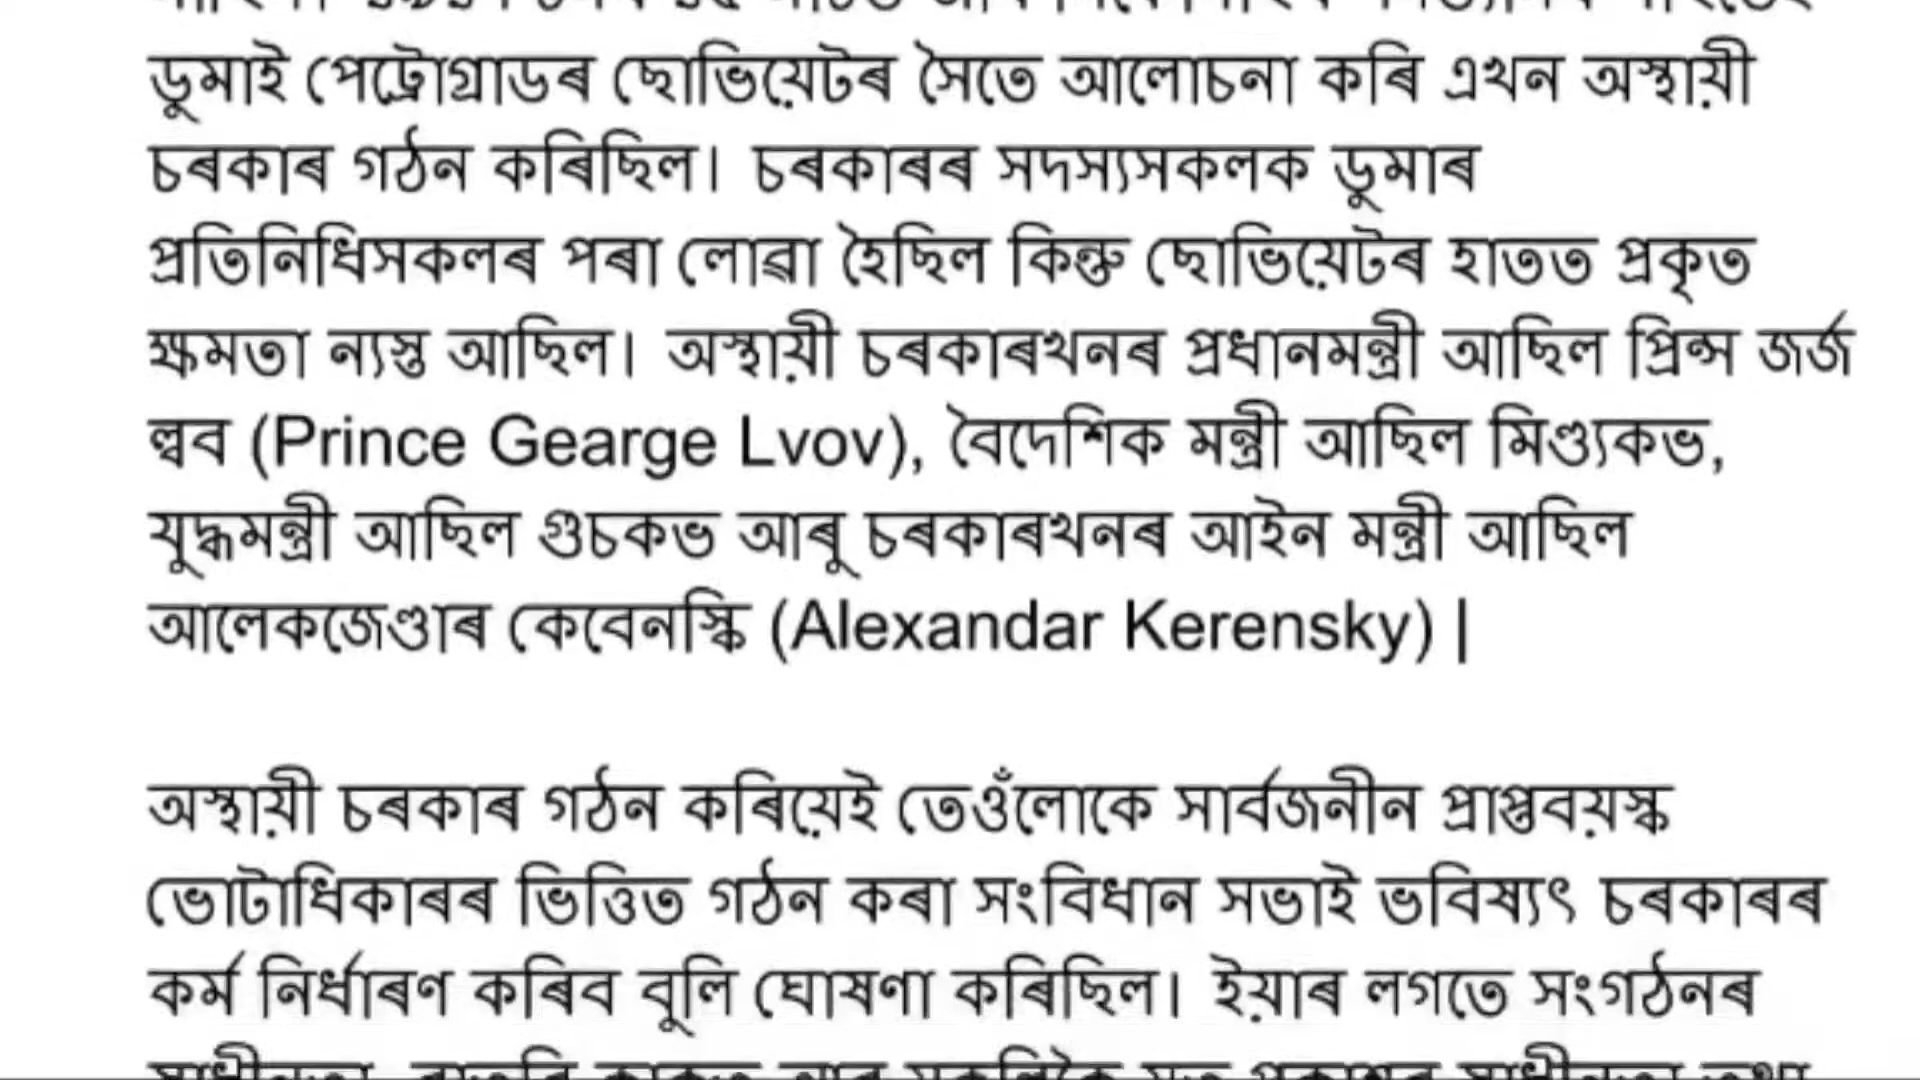 ডুমাই পেট্ৰোগ্ৰাডৰ ছোভিয়েটৰ সৈতে আলোচনা কৰি এখন অস্থায়ী
চৰকাৰ গঠন কৰিছিল। চৰকাৰৰ সদস্যসকলক ডুমাৰ
প্ৰতিনিধিসকলৰ পৰা লোৱা হৈছিল কিন্তু ছোভিয়েটৰ হাতত প্ৰকৃত
ক্ষমতা ন্যস্ত আছিল। অস্থায়ী চৰকাৰখনৰ প্ৰধানমন্ত্ৰী আছিল প্ৰিন্স জৰ্জ
ল্বব (Prince Gearge Lvov), বৈদেশিক মন্ত্ৰী আছিল মিণ্ড্যকভ,
যুদ্ধমন্ত্ৰী আছিল গুচকভ আৰু চৰকাৰখনৰ আইন মন্ত্ৰী আছিল
আলেকজেণ্ডাৰ কেবেনস্কি (Alexandar Kerensky) |
অস্থায়ী চৰকাৰ গঠন কৰিয়েই তেওঁলোকে সাৰ্বজনীন প্ৰাপ্তবয়স্ক
ভোটাধিকাৰৰ ভিত্তিত গঠন কৰা সংবিধান সভাই ভবিষ্যৎ চৰকাৰৰ
কৰ্ম নিৰ্ধাৰণ কৰিব বুলি ঘোষণা কৰিছিল। ইয়াৰ লগতে সংগঠনৰ